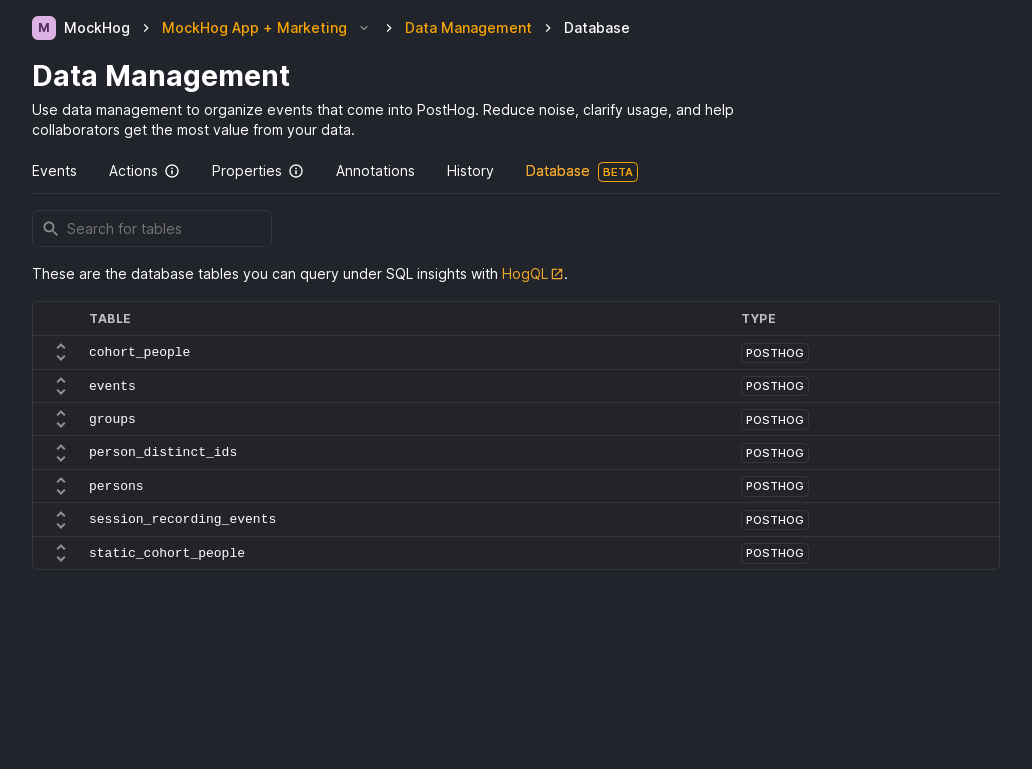 M MockHog MockHog App + Marketing Data Management Database
Data Management
Use data management to organize events that come into PostHog. Reduce noise, clarify usage, and help
collaborators get the most value from your data.
Events Actions Properties Annotations History Database BETA
Search for tables
These are the database tables you can query under SQL insights with HogQL.
TABLE TYPE
cohort_people POSTHOG
events POSTHOG
groups POSTHOG
person_distinct_ids POSTHOG
persons POSTHOG
session_recording_events POSTHOG
static_cohort_people POSTHOG